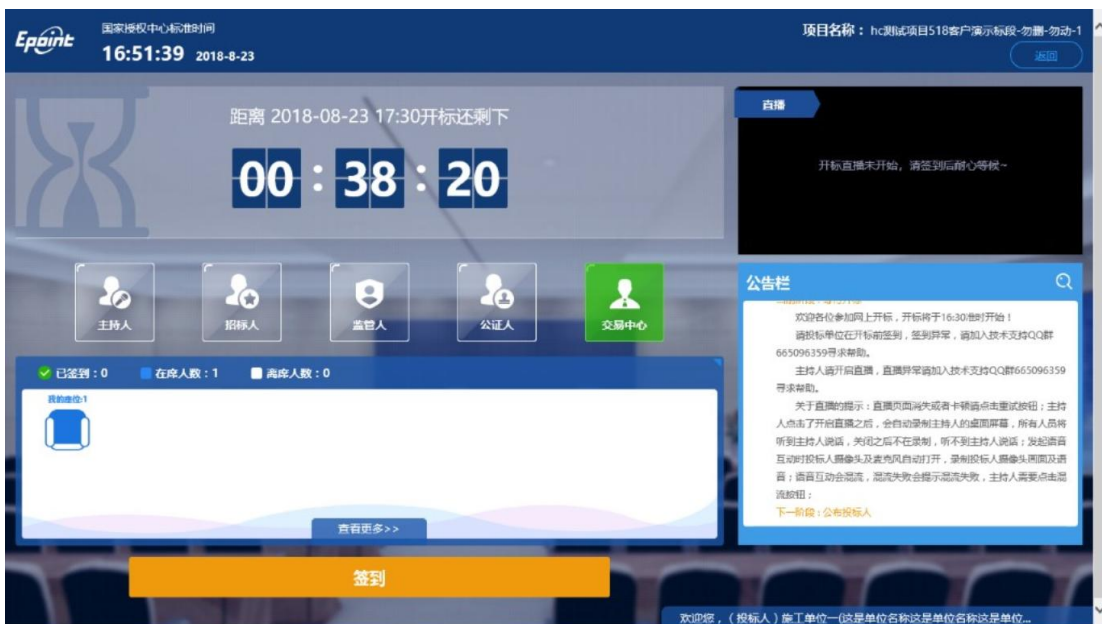 Epoint
国家授权中心标准时间
16:51:39 2018-8-23
项目名称：hc测试项目518客户演示标段-勿删-勿动-1
返回
距离 2018-08-23 17:30开标还剩下
00 : 38 : 20
直播
开标直播未开始，请签到后耐心等候~
主持人 招标人 监管人 公证人 交易中心
公告栏
欢迎各位参加网上开标，开标将于16:30准时开始！
请投标单位在开标前签到，签到异常，请加入技术支持QQ群
665096359寻求帮助。
主持人请开启直播，直播异常请加入技术支持QQ群665096359
寻求帮助。
关于直播的提示：直播页面消失或者卡顿请点击重试按钮；主持
人点击了开启直播之后，会自动录制主持人的桌面屏幕，所有人员将
听到主持人说话，关闭之后不在录制，听不到主持人说话；发起语音
互动时投标人摄像头及麦克风自动打开，录制投标人摄像头画面及语
音；语音互动会混流，混流失败会提示混流失败，主持人需要点击混
流按钮；
下一阶段：公布投标人
已签到：0 在席人数：1 离席人数：0
我的座位:1
查看更多>>
签到
欢迎您，（投标人）施工单位一(这是单位名称这是单位名称这是单位...